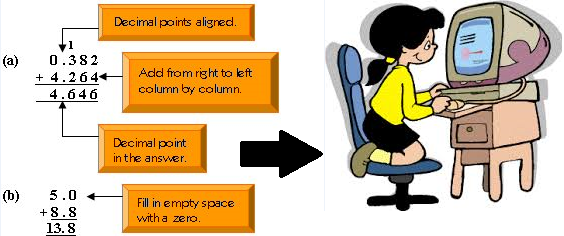 Decimal points aligned.
1
(a) 0.382
+ 4.264
4.646
Add from right to left
column by column.
Decimal point
in the answer.
(b) 5.0
+ 8.8
13.8
Fill in empty space
with a zero.